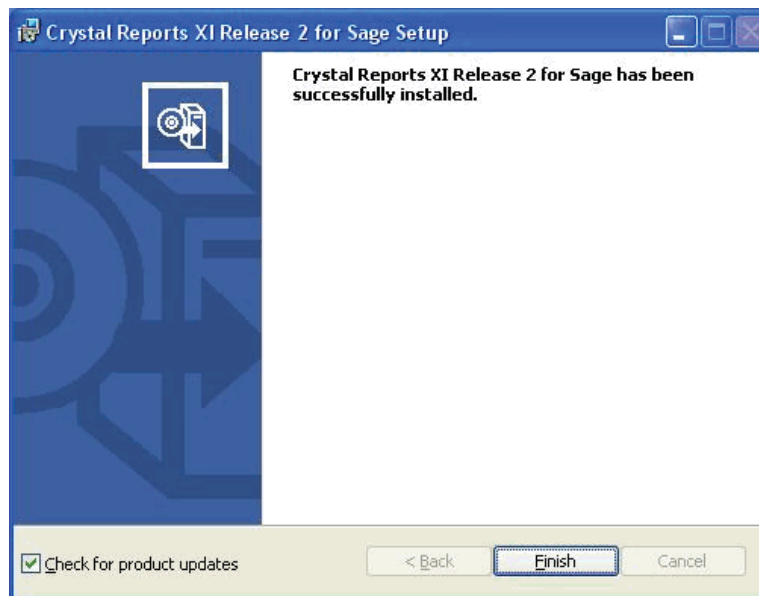 Crystal Reports XI Release 2 for Sage Setup
Crystal Reports XI Release 2 for Sage has been
successfully installed.
Check for product updates
< Back
Finish
Cancel